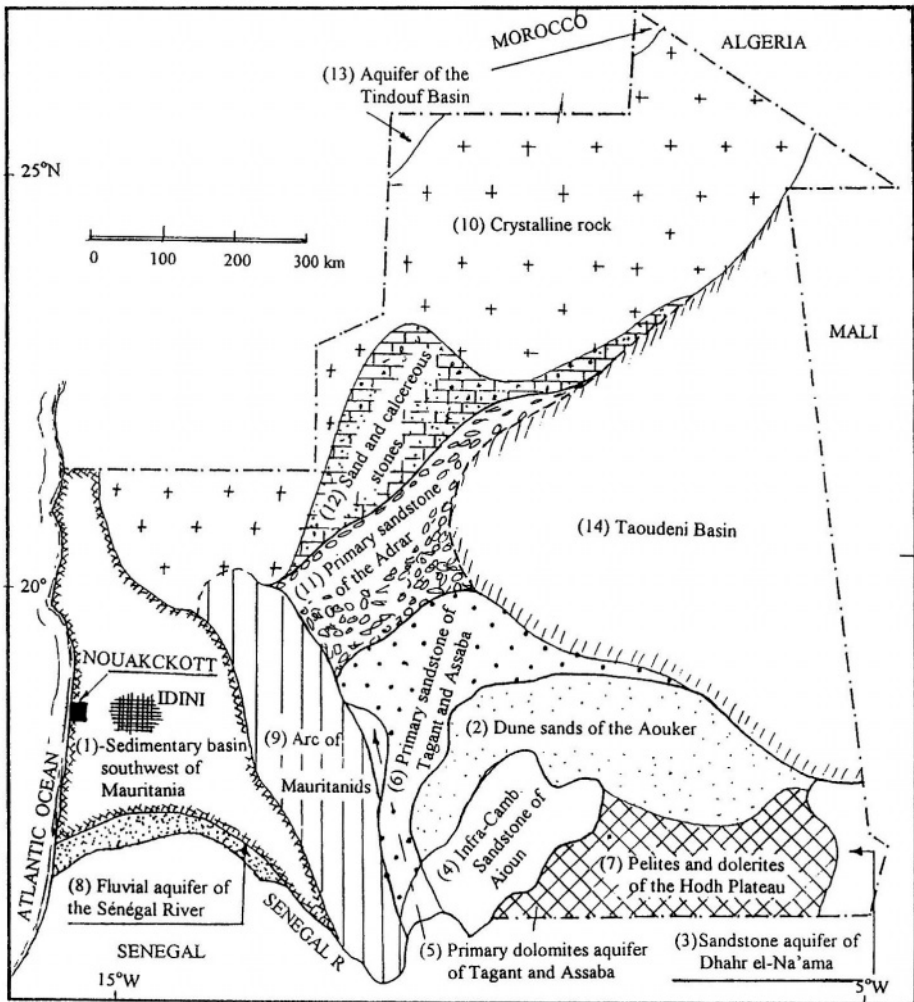 MOROCCO
ALGERIA
(13) Aquifer of the
Tindouf Basin
25°N
(10) Crystalline rock
0 100 200 300 km
MALI
(12) Sand and calcereous
stones
(11) Primary sandstone
of the Adrar
(14) Taoudeni Basin
20°
NOUAKCKOTT
IDINI
(1)-Sedimentary basin
southwest of
Mauritania
(9) Arc of
Mauritanids
(6) Primary sandstone of
Tagant and Assaba
(2) Dune sands of the Aouker
(4) Infra-Camb
Sandstone of
Aioun
(7) Pelites and dolerites
of the Hodh Plateau
ATLANTIC OCEAN
(8) Fluvial aquifer of
the Sénégal River
SENEGAL R
(5) Primary dolomites aquifer
of Tagant and Assaba
(3)Sandstone aquifer of
Dhahr el-Na'ama
SENEGAL
15°W
5°W